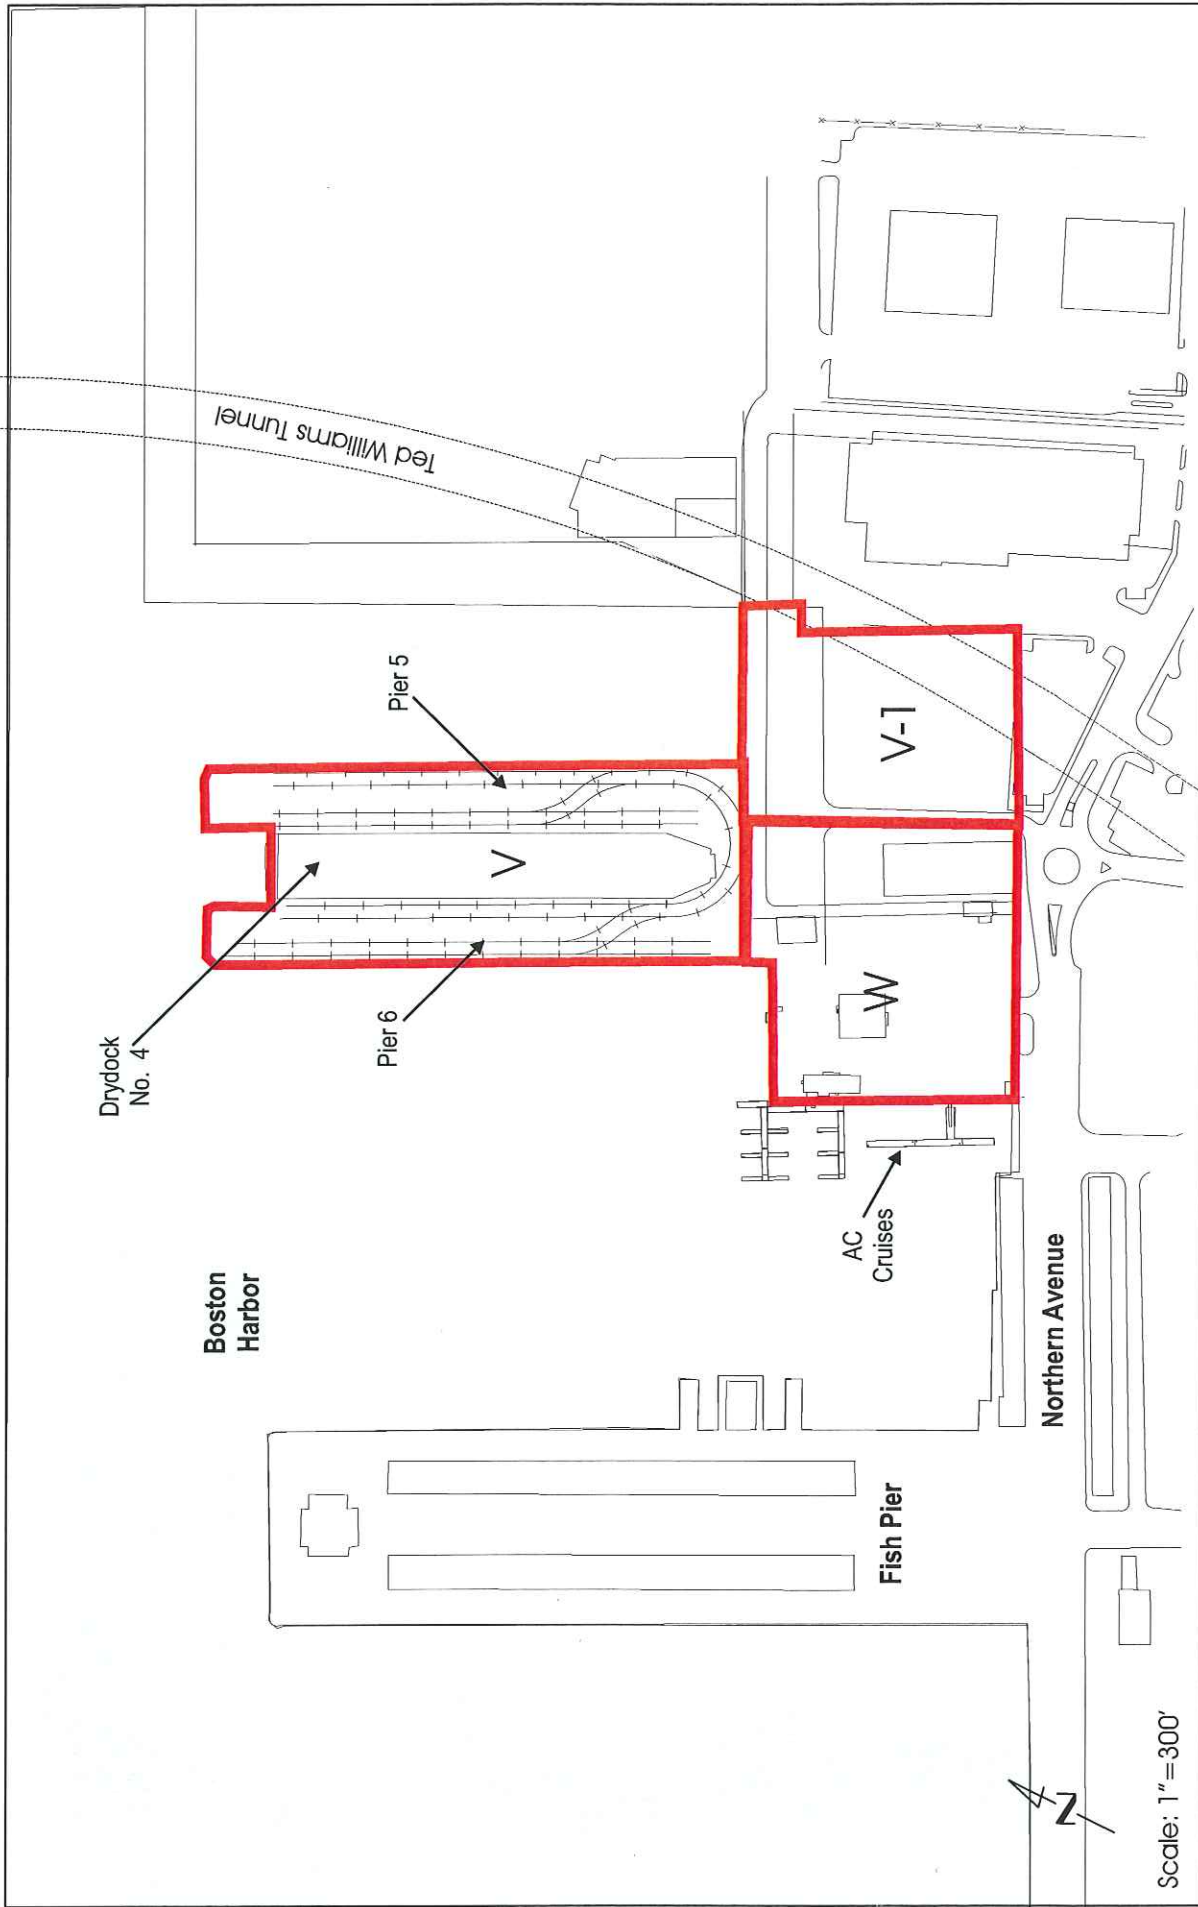 Drydock
No. 4
Pier 5
Pier 6
V
Ted Williams Tunnel
V-1
W
AC
Cruises
Boston
Harbor
Fish Pier
Northern Avenue
Z
Scale: 1"=300'